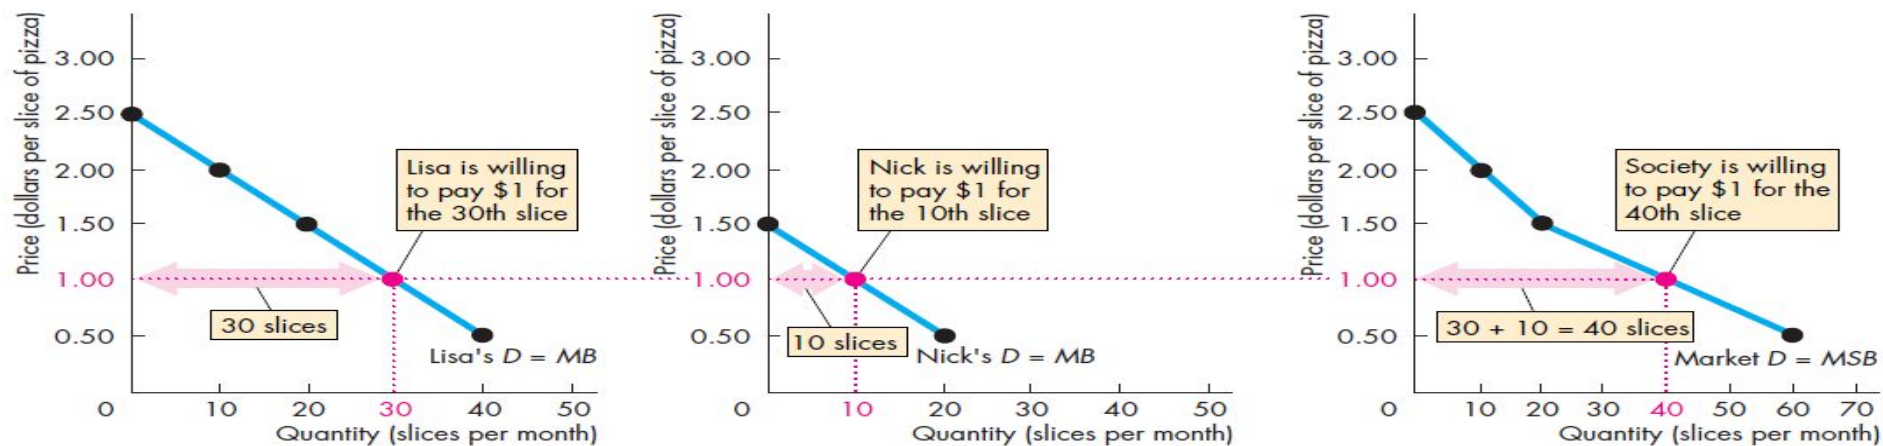 Price (dollars per slice of pizza)
3.00
2.50
2.00
1.50
1.00
0.50
0
10
20
30
40
50
Quantity (slices per month)
Lisa is willing
to pay $1 for
the 30th slice
30 slices
Lisa's D = MB
Price (dollars per slice of pizza)
3.00
2.50
2.00
1.50
1.00
0.50
0
10
20
30
40
50
Quantity (slices per month)
Nick is willing
to pay $1 for
the 10th slice
10 slices
Nick's D = MB
Price (dollars per slice of pizza)
3.00
2.50
2.00
1.50
1.00
0.50
0
10
20
30
40
50
60
70
Quantity (slices per month)
Society is willing
to pay $1 for the
40th slice
30 + 10 = 40 slices
Market D = MSB